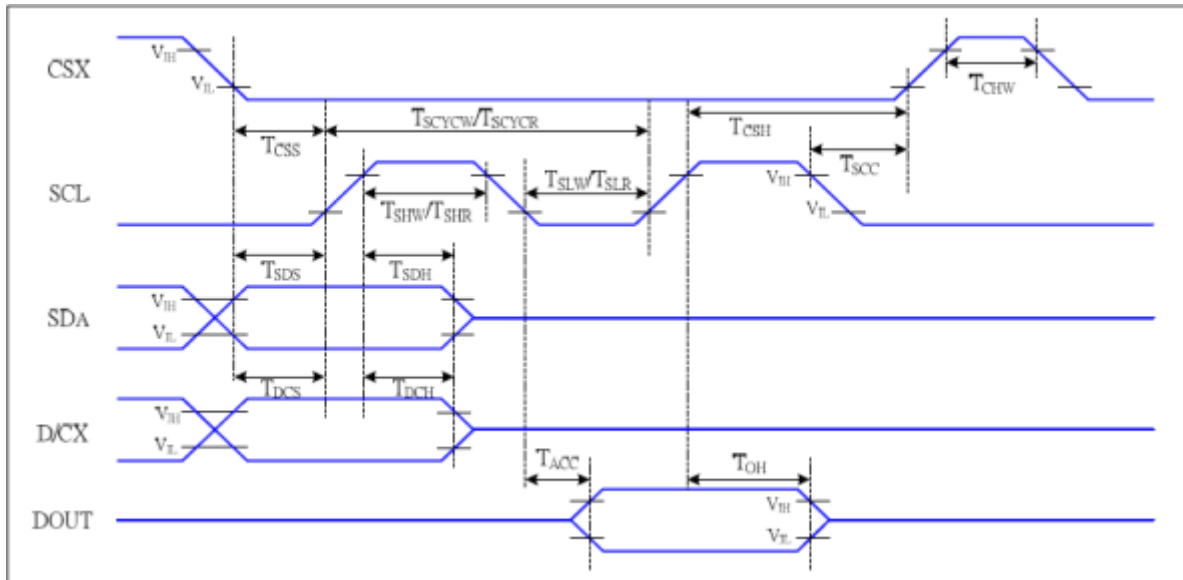 CSX
VIH
VIL
TCHW
TSCYCW/TSCYCR
TCSH
TCSS
TSCC
SCL
TSLW/TSLR
VIH
TSHW/TSHR
VIL
TSDS
TSDH
SDA
VIH
VIL
TDCS
TDCH
D/CX
VIH
VIL
TACC
TOH
DOUT
VIH
VIL